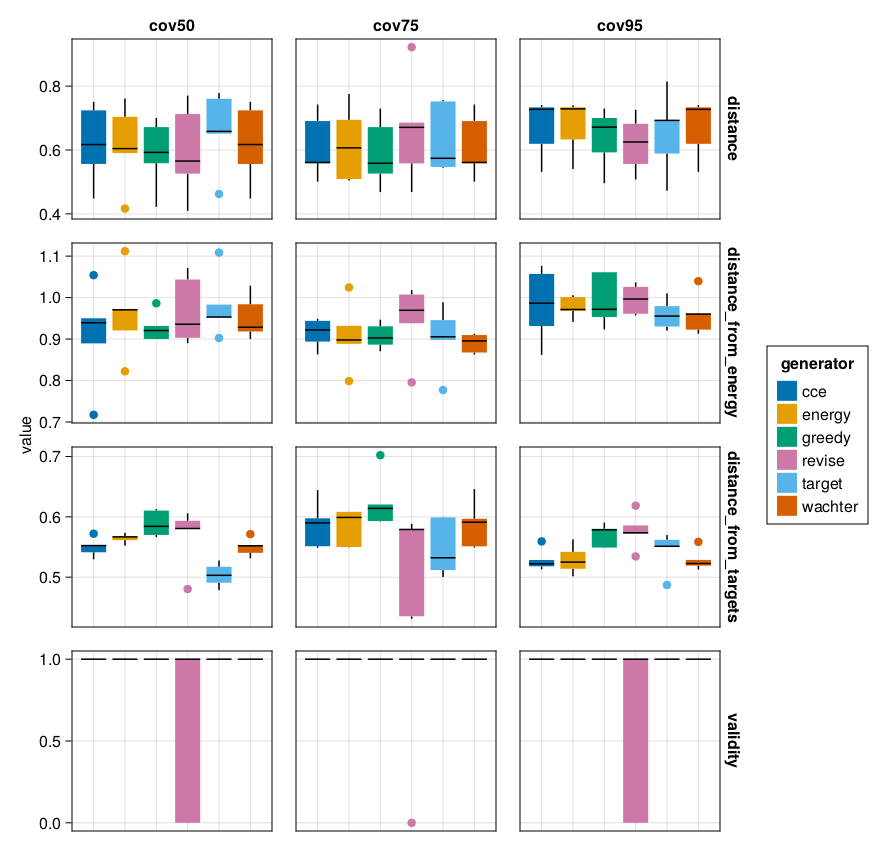 cov50 cov75 cov95
0.8
0.6
0.4
distance
1.1
1.0
0.9
0.8
0.7
distance_from_energy
0.7
0.6
0.5
distance_from_targets
1.0
0.5
0.0
validity
value
generator
cce
energy
greedy
revise
target
wachter